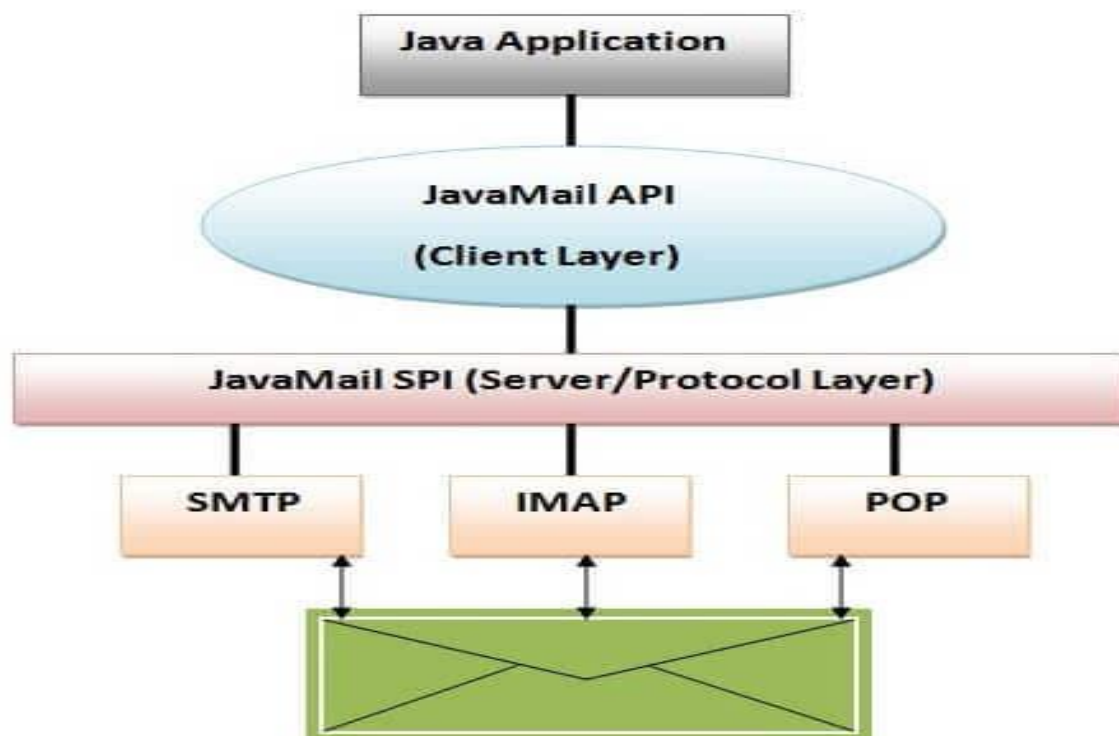 Java Application
JavaMail API
(Client Layer)
JavaMail SPI (Server/Protocol Layer)
SMTP
IMAP
POP